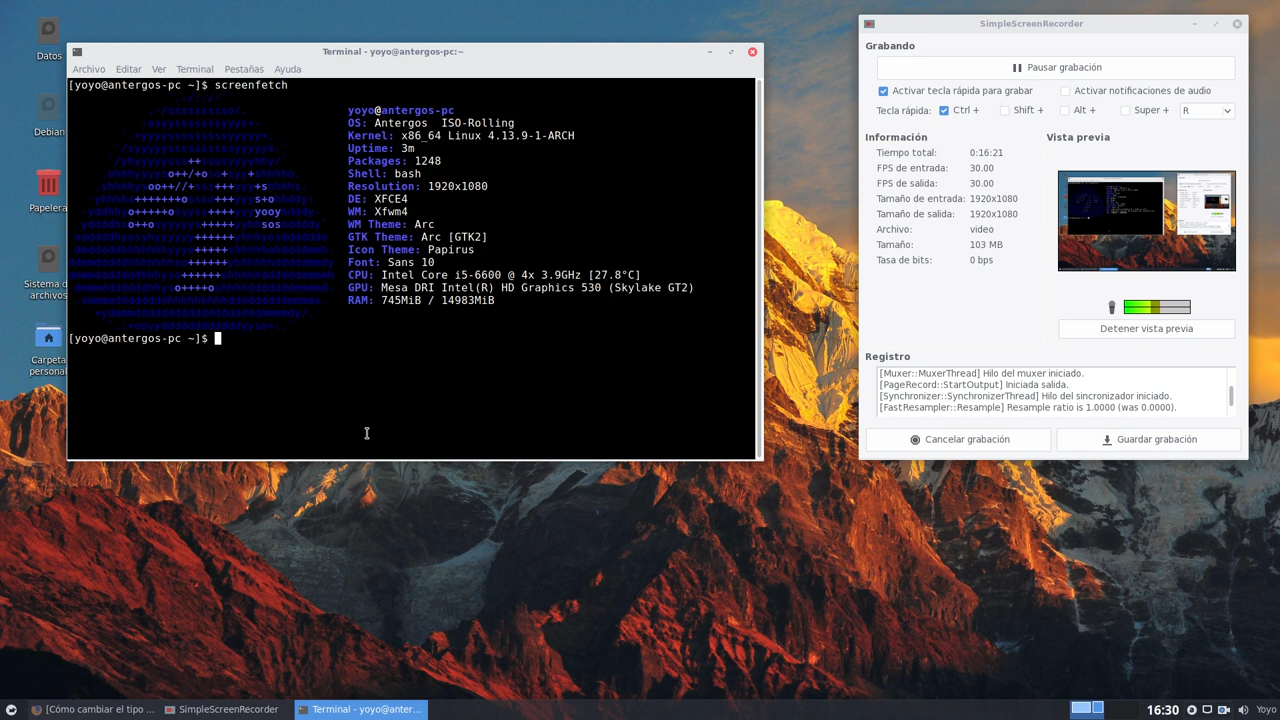 Datos
Debian
Papelera
Sistema d
archivos
Carpeta
personal
Terminal - yoyo@antergos-pc:~
Archivo Editar Ver Terminal Pestañas Ayuda
[yoyo@antergos-pc ~]$ screenfetch
yoyo@antergos-pc
OS: Antergos  ISO-Rolling
Kernel: x86_64 Linux 4.13.9-1-ARCH
Uptime: 3m
Packages: 1248
Shell: bash
Resolution: 1920x1080
DE: XFCE4
WM: Xfwm4
WM Theme: Arc
GTK Theme: Arc [GTK2]
Icon Theme: Papirus
Font: Sans 10
CPU: Intel Core i5-6600 @ 4x 3.9GHz [27.8°C]
GPU: Mesa DRI Intel(R) HD Graphics 530 (Skylake GT2)
RAM: 745MiB / 14983MiB
[yoyo@antergos-pc ~]$
SimpleScreenRecorder
Grabando
Pausar grabación
Activar tecla rápida para grabar
Activar notificaciones de audio
Tecla rápida: Ctrl + Shift + Alt + Super + R
Información
Tiempo total: 0:16:21
FPS de entrada: 30.00
FPS de salida: 30.00
Tamaño de entrada: 1920x1080
Tamaño de salida: 1920x1080
Archivo: video
Tamaño: 103 MB
Tasa de bits: 0 bps
Vista previa
Detener vista previa
Registro
[Muxer::MuxerThread] Hilo del muxer iniciado.
[PageRecord::StartOutput] Iniciada salida.
[Synchronizer::SynchronizerThread] Hilo del sincronizador iniciado.
[FastResampler::Resample] Resample ratio is 1.0000 (was 0.0000).
Cancelar grabación
Guardar grabación
[Cómo cambiar el tipo ...
SimpleScreenRecorder
Terminal - yoyo@anter...
16:30
Yoyo